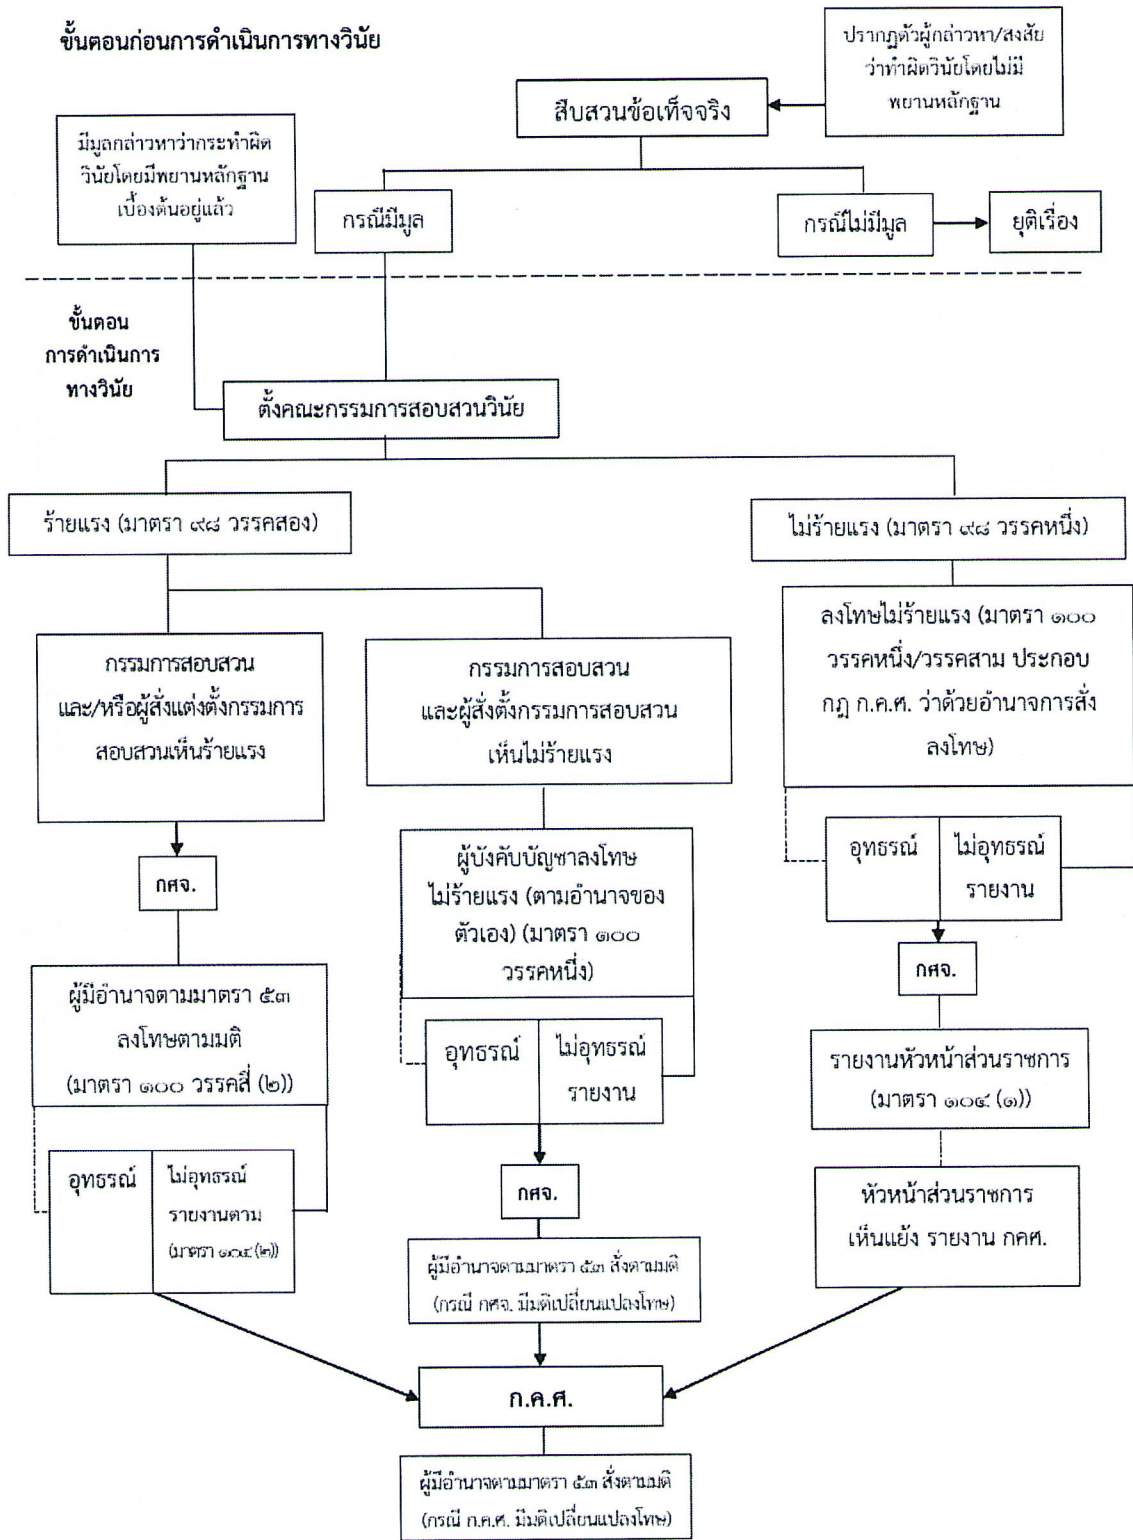 ขั้นตอนก่อนการดำเนินการทางวินัย
ปรากฏตัวผู้กล่าวหา/สงสัย
ว่าทำผิดวินัยโดยไม่มี
พยานหลักฐาน
สืบสวนข้อเท็จจริง
มีมูลกล่าวหาว่ากระทำผิด
วินัยโดยมีพยานหลักฐาน
เบื้องต้นอยู่แล้ว
กรณีมีมูล
กรณีไม่มีมูล
ยุติเรื่อง
ขั้นตอน
การดำเนินการ
ทางวินัย
ตั้งคณะกรรมการสอบสวนวินัย
ร้ายแรง (มาตรา ๙๘ วรรคสอง)
ไม่ร้ายแรง (มาตรา ๙๘ วรรคหนึ่ง)
กรรมการสอบสวน
และ/หรือผู้สั่งแต่งตั้งกรรมการ
สอบสวนเห็นร้ายแรง
กรรมการสอบสวน
และผู้สั่งตั้งกรรมการสอบสวน
เห็นไม่ร้ายแรง
ลงโทษไม่ร้ายแรง (มาตรา ๑๐๐
วรรคหนึ่ง/วรรคสาม ประกอบ
กฎ ก.ค.ศ. ว่าด้วยอำนาจการสั่ง
ลงโทษ)
กศจ.
ผู้บังคับบัญชาลงโทษ
ไม่ร้ายแรง (ตามอำนาจของ
ตัวเอง) (มาตรา ๑๐๐
วรรคหนึ่ง)
อุทธรณ์
ไม่อุทธรณ์
รายงาน
กศจ.
ผู้มีอำนาจตามมาตรา ๕๓
ลงโทษตามมติ
(มาตรา ๑๐๐ วรรคสี่ (๒))
อุทธรณ์
ไม่อุทธรณ์
รายงาน
รายงานหัวหน้าส่วนราชการ
(มาตรา ๑๐๔ (๑))
อุทธรณ์
ไม่อุทธรณ์
รายงานตาม
(มาตรา ๑๐๔ (๒))
กศจ.
หัวหน้าส่วนราชการ
เห็นแย้ง รายงาน กคศ.
ผู้มีอำนาจตามมาตรา ๕๓ สั่งตามมติ
(กรณี กศจ. มีมติเปลี่ยนแปลงโทษ)
ก.ค.ศ.
ผู้มีอำนาจตามมาตรา ๕๓ สั่งตามมติ
(กรณี ก.ค.ศ. มีมติเปลี่ยนแปลงโทษ)